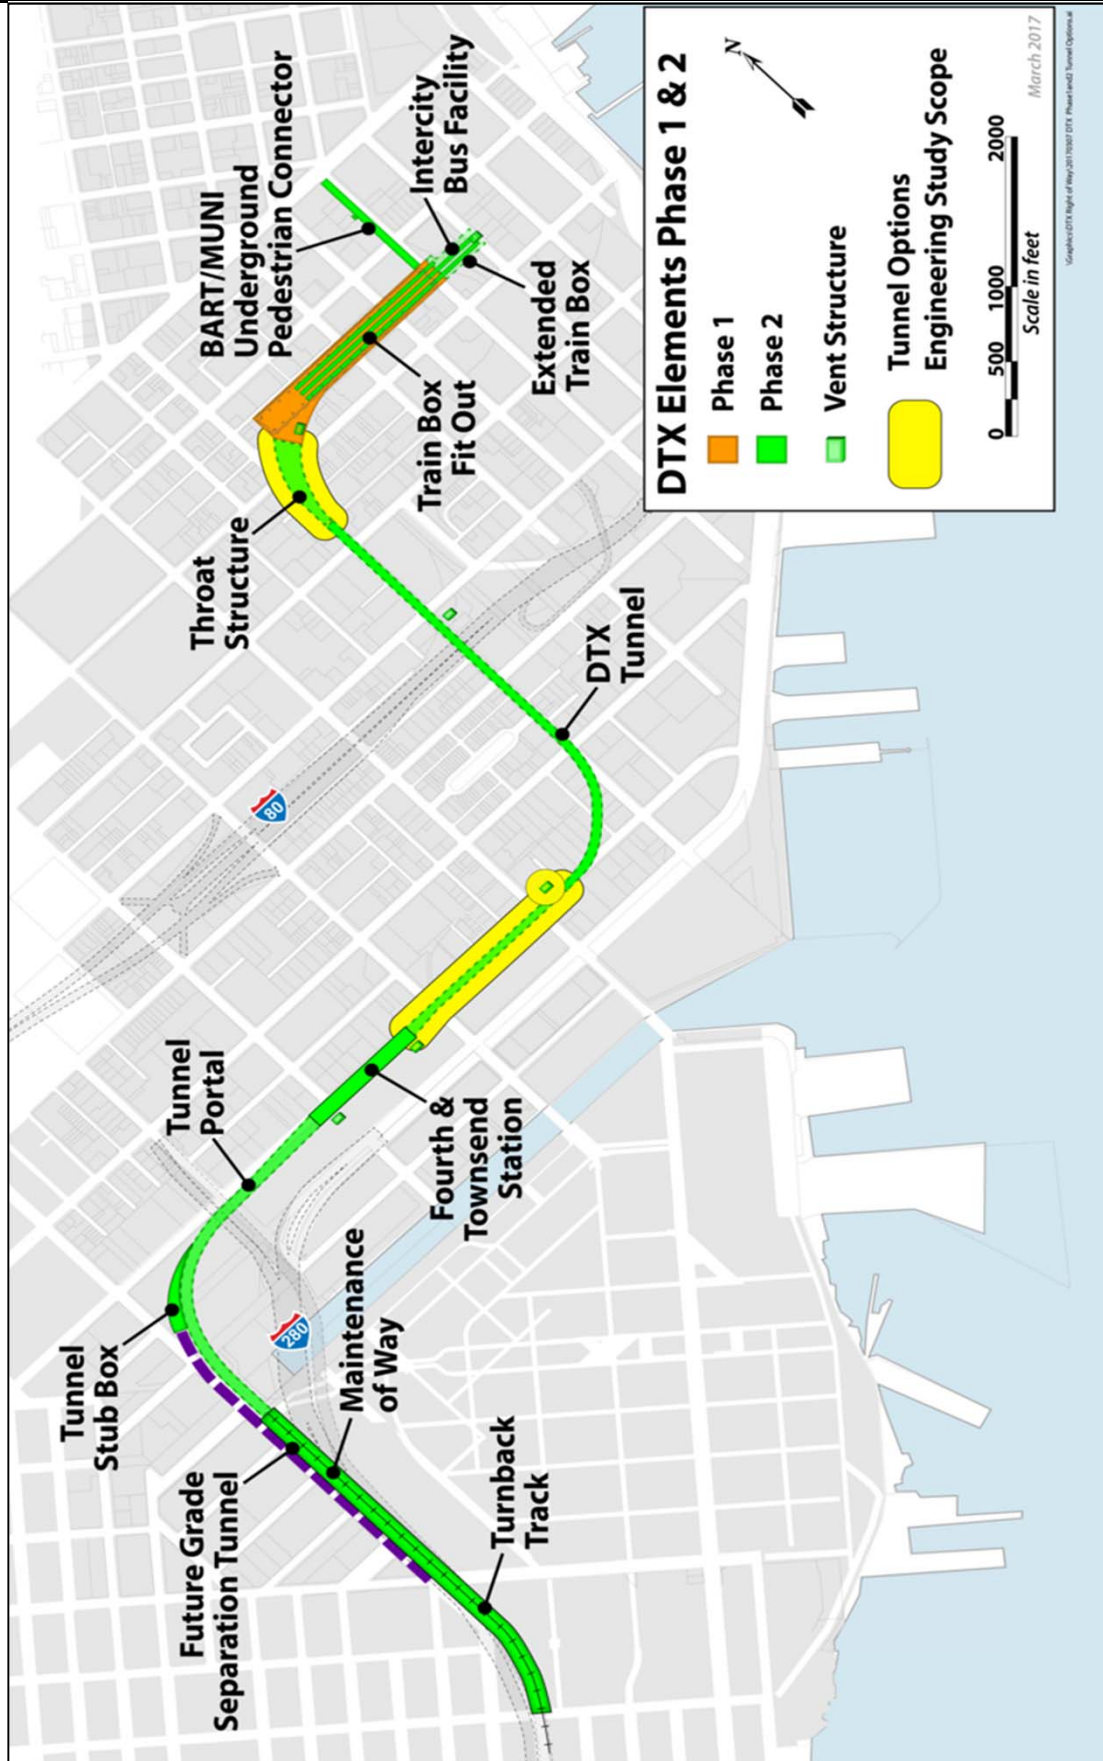 BART/MUNI
Underground
Pedestrian Connector
Intercity
Bus Facility
Throat
Structure
Train Box
Fit Out
Extended
Train Box
80
DTX
Tunnel
Tunnel
Portal
Fourth &
Townsend
Station
280
Tunnel
Stub Box
Maintenance
of Way
Future Grade
Separation Tunnel
Turnback
Track
DTX Elements Phase 1 & 2
N
Phase 1
Phase 2
Vent Structure
Tunnel Options
Engineering Study Scope
0 500 1000 2000
Scale in feet
March 2017